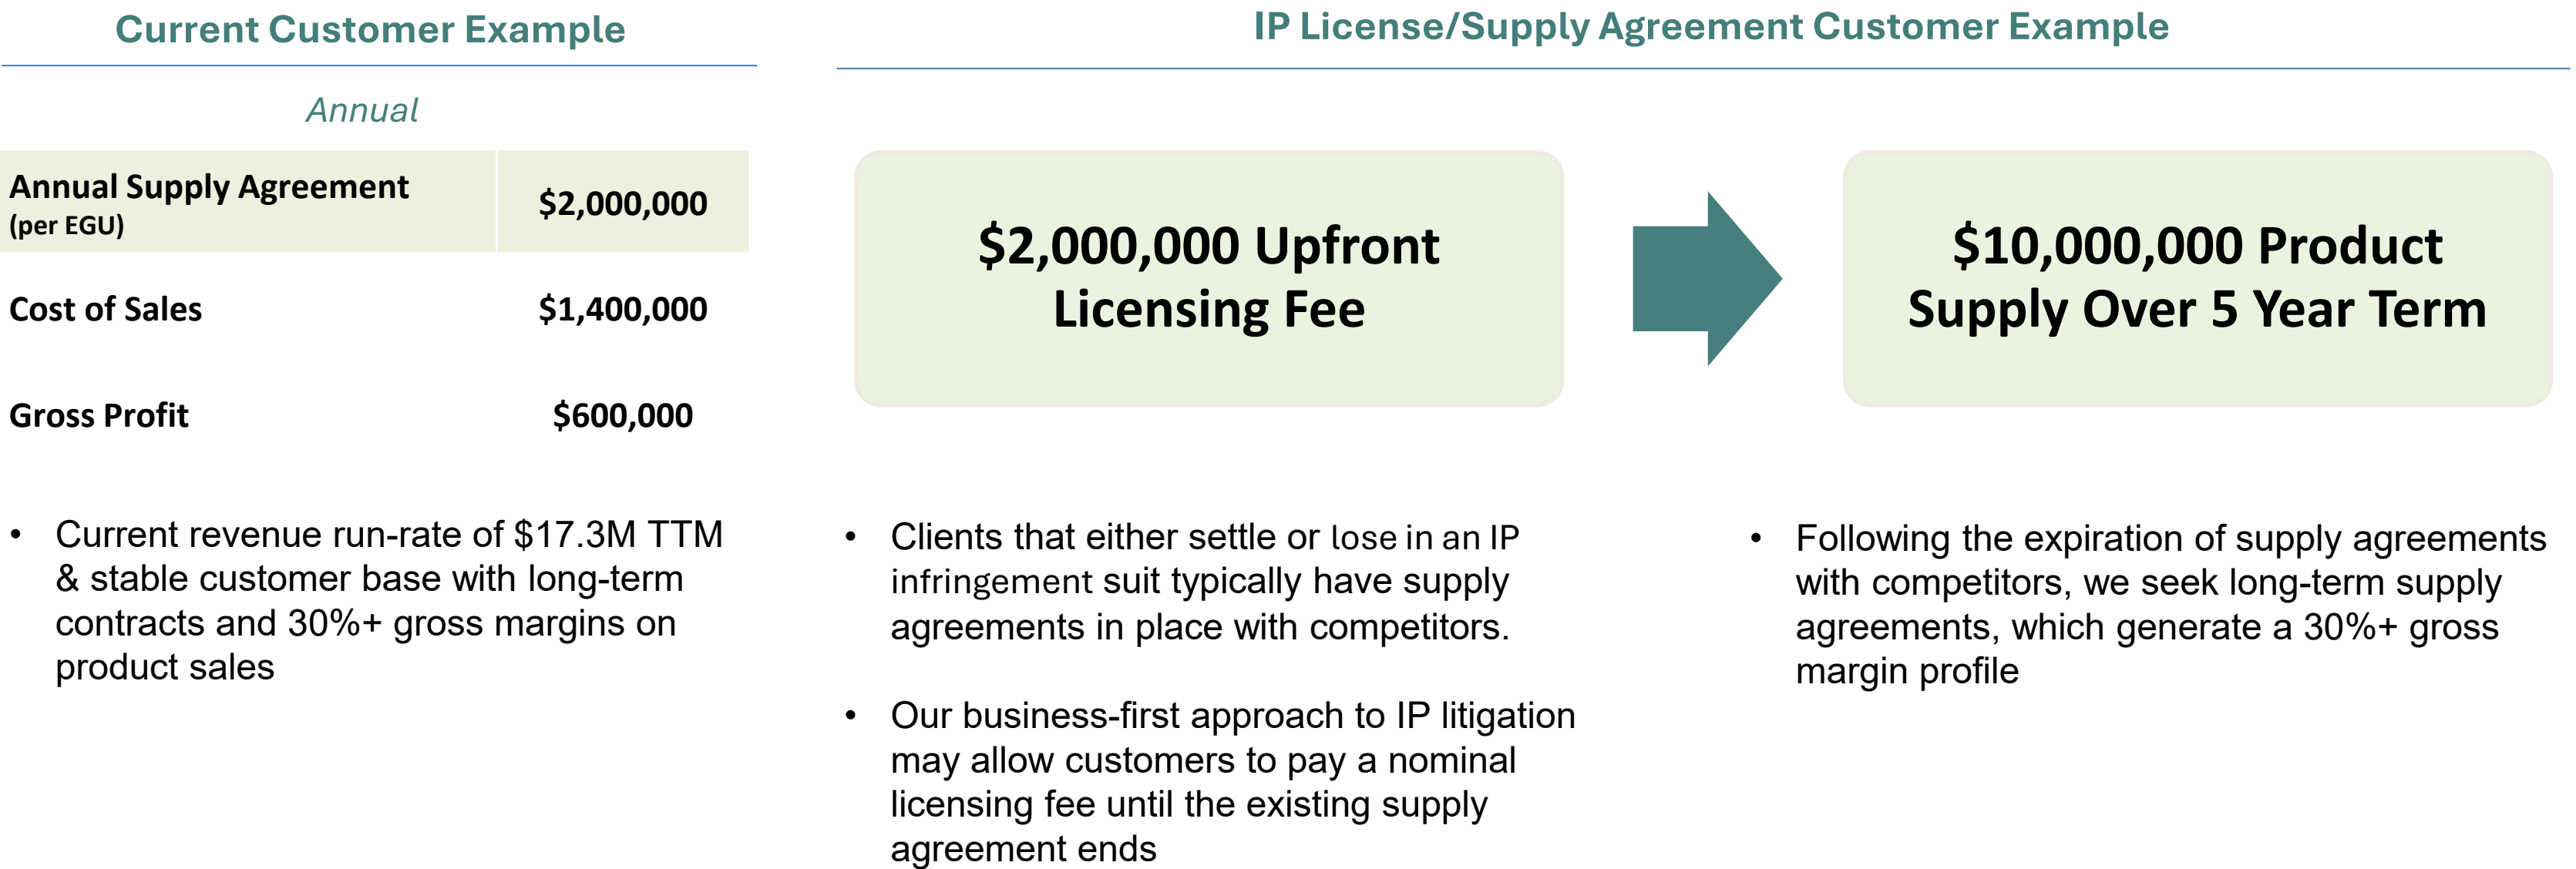 Current Customer Example
Annual
Annual Supply Agreement
(per EGU)
$2,000,000
Cost of Sales
$1,400,000
Gross Profit
$600,000
• Current revenue run-rate of $17.3M TTM
& stable customer base with long-term
contracts and 30%+ gross margins on
product sales
IP License/Supply Agreement Customer Example
$2,000,000 Upfront
Licensing Fee
$10,000,000 Product
Supply Over 5 Year Term
• Clients that either settle or lose in an IP
infringement suit typically have supply
agreements in place with competitors.
• Our business-first approach to IP litigation
may allow customers to pay a nominal
licensing fee until the existing supply
agreement ends
• Following the expiration of supply agreements
with competitors, we seek long-term supply
agreements, which generate a 30%+ gross
margin profile